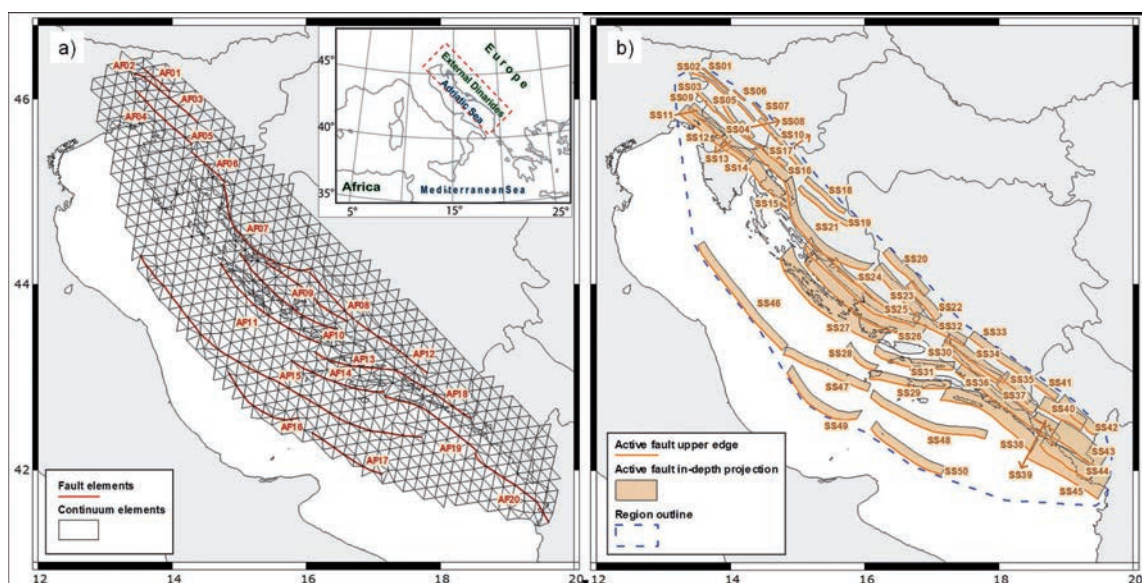 a)
45°
40°
35°
Europe
External Dinarides
Adriatic Sea
Africa
Mediterranean Sea
5°
15°
25°
46
44
42
AF02
AF01
AF03
AF04
AF05
AF06
AF07
AF09
AF08
AF11
AF10
AF12
AF13
AF14
AF15
AF18
AF16
AF19
AF17
AF20
Fault elements
Continuum elements
12
14
16
18
20
b)
SS02
SS01
SS03
SS09
SS05
SS06
SS07
SS11
SS04
SS08
SS10
SS12
SS13
SS17
SS14
SS16
SS15
SS18
SS19
SS21
SS20
SS24
SS46
SS23
SS22
SS25
SS27
SS26
SS32
SS33
SS28
SS30
SS34
SS31
SS47
SS29
SS36
SS35
SS41
SS37
SS49
SS40
SS48
SS38
SS42
SS43
SS50
SS39
SS44
SS45
Active fault upper edge
Active fault in-depth projection
Region outline
12
14
16
18
20